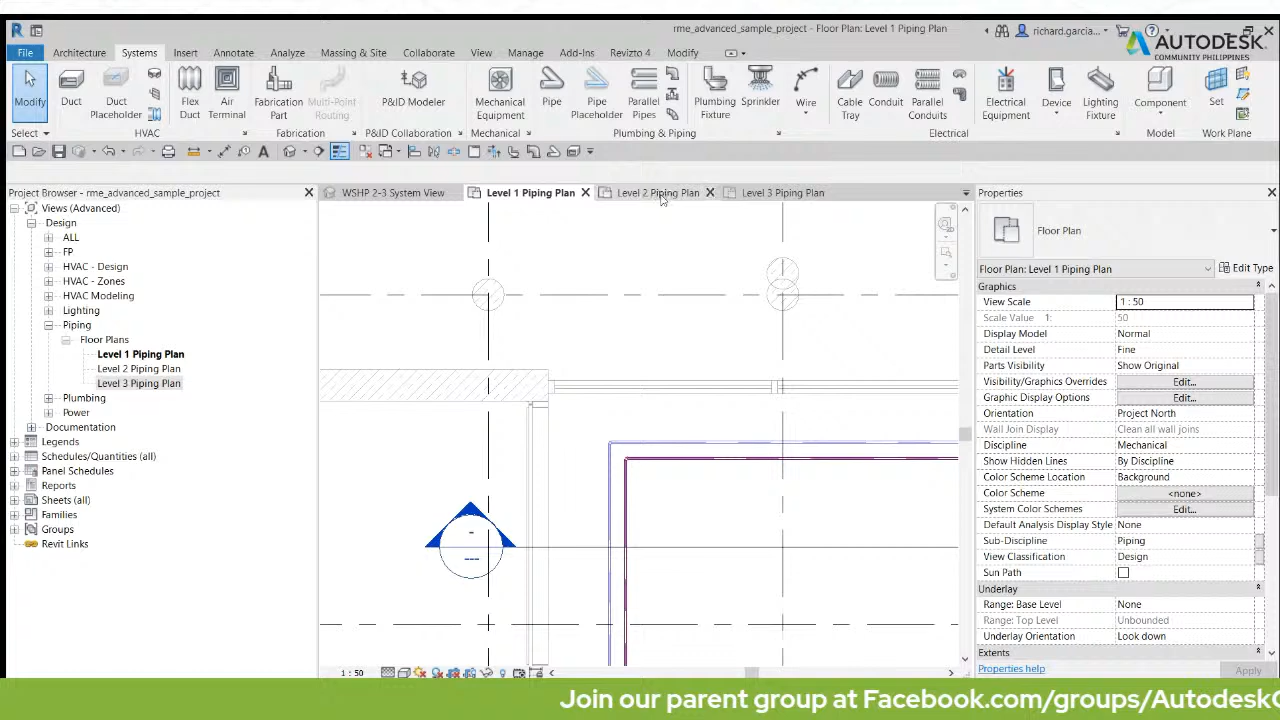 rme_advanced_sample_project - Floor Plan: Level 1 Piping Plan
richard.garcia...
AUTODESK
COMMUNITY PHILIPPINES
File Architecture Systems Insert Annotate Analyze Massing & Site Collaborate View Manage Add-Ins Revizto 4 Modify
Modify
Duct
Duct Placeholder
Flex Duct
Air Terminal
Fabrication Part
Multi-Point Routing
P&ID Modeler
Mechanical Equipment
Pipe
Pipe Placeholder
Parallel Pipes
Plumbing Fixture
Sprinkler
Wire
Cable Tray
Conduit
Parallel Conduits
Electrical Equipment
Device
Lighting Fixture
Component
Set
Select HVAC Fabrication P&ID Collaboration Mechanical Plumbing & Piping Electrical Model Work Plane
Project Browser - rme_advanced_sample_project
Views (Advanced)
Design
ALL
FP
HVAC - Design
HVAC - Zones
HVAC Modeling
Lighting
Piping
Floor Plans
Level 1 Piping Plan
Level 2 Piping Plan
Level 3 Piping Plan
Plumbing
Power
Documentation
Legends
Schedules/Quantities (all)
Panel Schedules
Reports
Sheets (all)
Families
Groups
Revit Links
WSHP 2-3 System View Level 1 Piping Plan Level 2 Piping Plan Level 3 Piping Plan
-
---
1 : 50
Properties
Floor Plan
Floor Plan: Level 1 Piping Plan Edit Type
Graphics
View Scale 1 : 50
Scale Value 1: 50
Display Model Normal
Detail Level Fine
Parts Visibility Show Original
Visibility/Graphics Overrides Edit...
Graphic Display Options Edit...
Orientation Project North
Wall Join Display Clean all wall joins
Discipline Mechanical
Show Hidden Lines By Discipline
Color Scheme Location Background
Color Scheme <none>
System Color Schemes Edit...
Default Analysis Display Style None
Sub-Discipline Piping
View Classification Design
Sun Path
Underlay
Range: Base Level None
Range: Top Level Unbounded
Underlay Orientation Look down
Extents
Properties help Apply
Join our parent group at Facebook.com/groups/AutodeskC